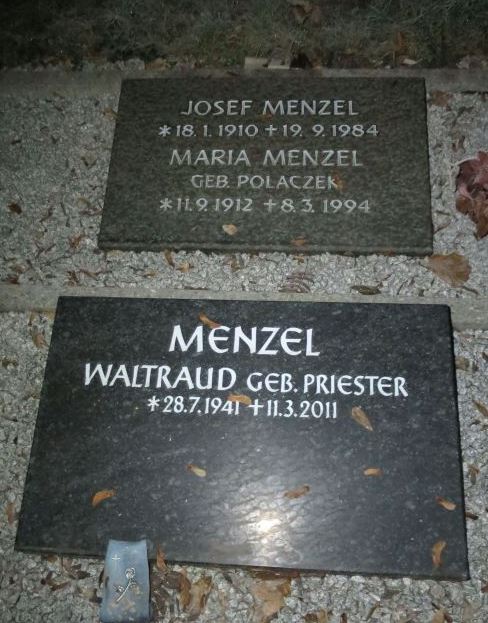 JOSEF MENZEL
*18.1.1910 +19.9.1984
MARIA MENZEL
GEB. POLACZEK
*11.9.1912 +8.3.1994
MENZEL
WALTRAUD GEB. PRIESTER
*28.7.1941 +11.3.2011